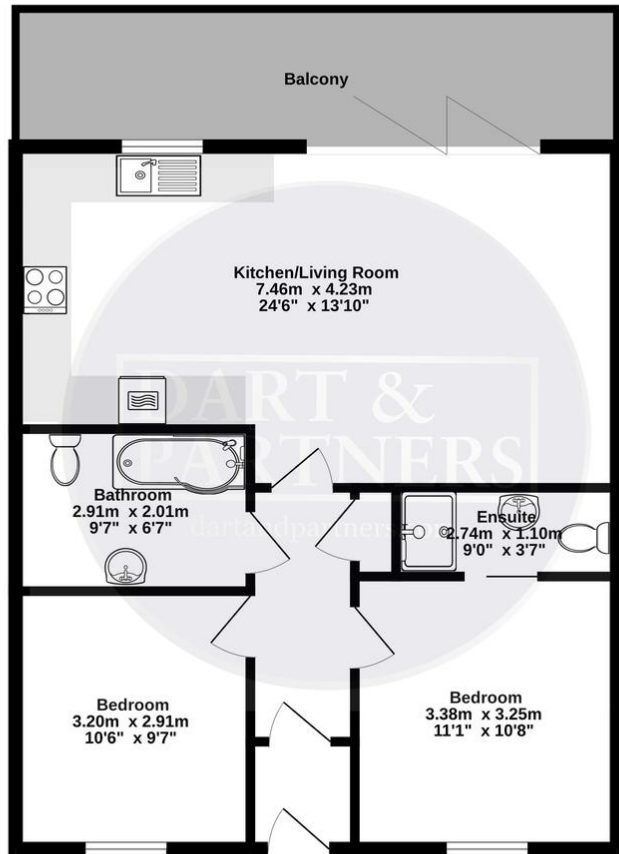 Balcony
Kitchen/Living Room
7.46m x 4.23m
24'6" x 13'10"
DART &
PARTNERS
dartandpartners.com
Bathroom
2.91m x 2.01m
9'7" x 6'7"
Ensuite
2.74m x 1.10m
9'0" x 3'7"
Bedroom
3.20m x 2.91m
10'6" x 9'7"
Bedroom
3.38m x 3.25m
11'1" x 10'8"